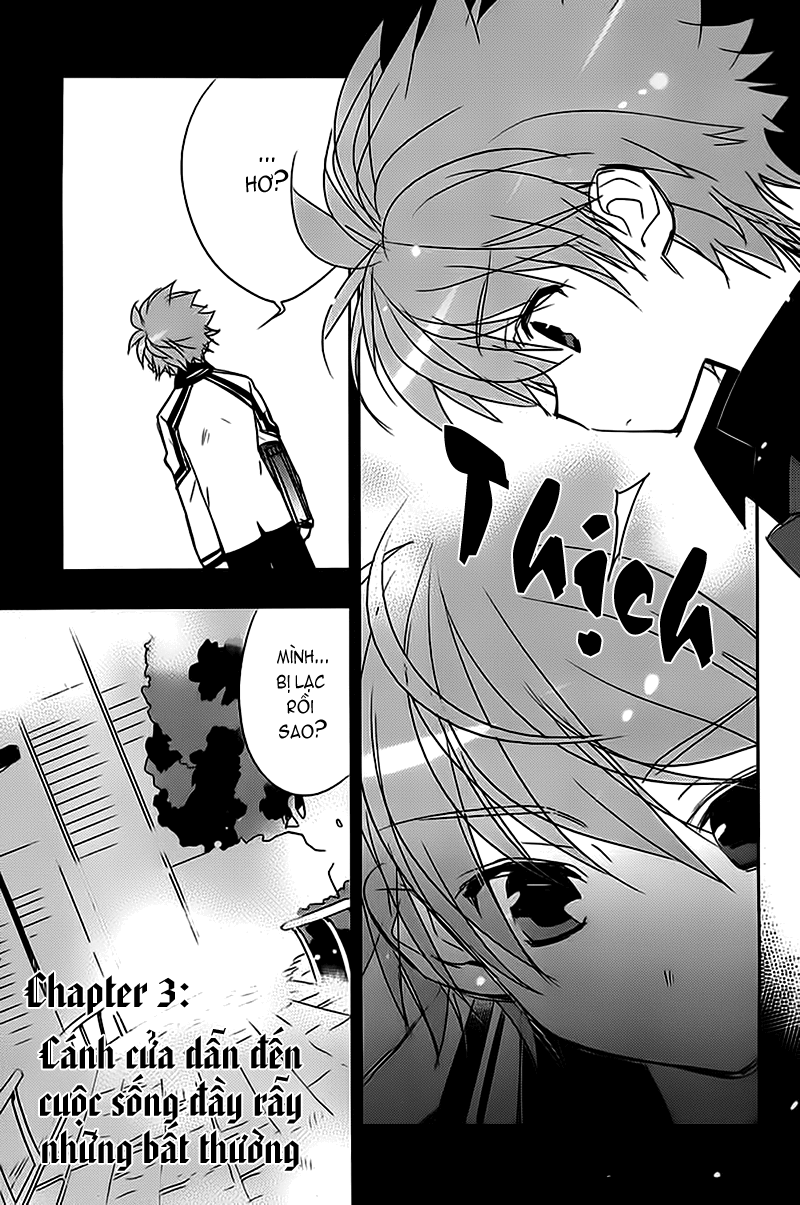 ...
HƠ?
Thịch
MÌNH...
BỊ LẠC
RỒI
SAO?
Chapter 3:
Cánh cửa dẫn đến
cuộc sống đầy rẫy
những bất thường